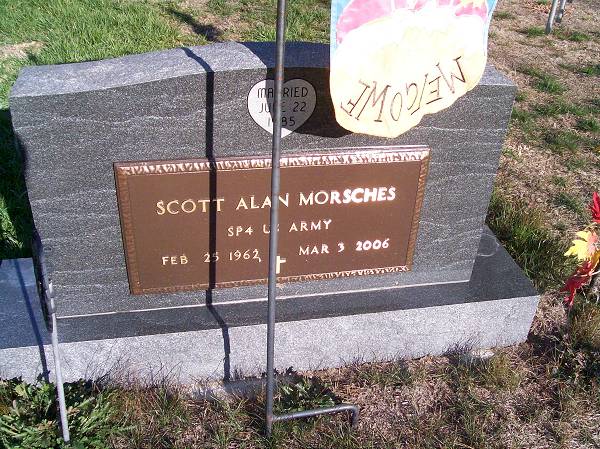 MARRIED
JUNE 22
1985
WELCOME
SCOTT ALAN MORSCHES
SP4 US ARMY
FEB 25 1962 MAR 3 2006